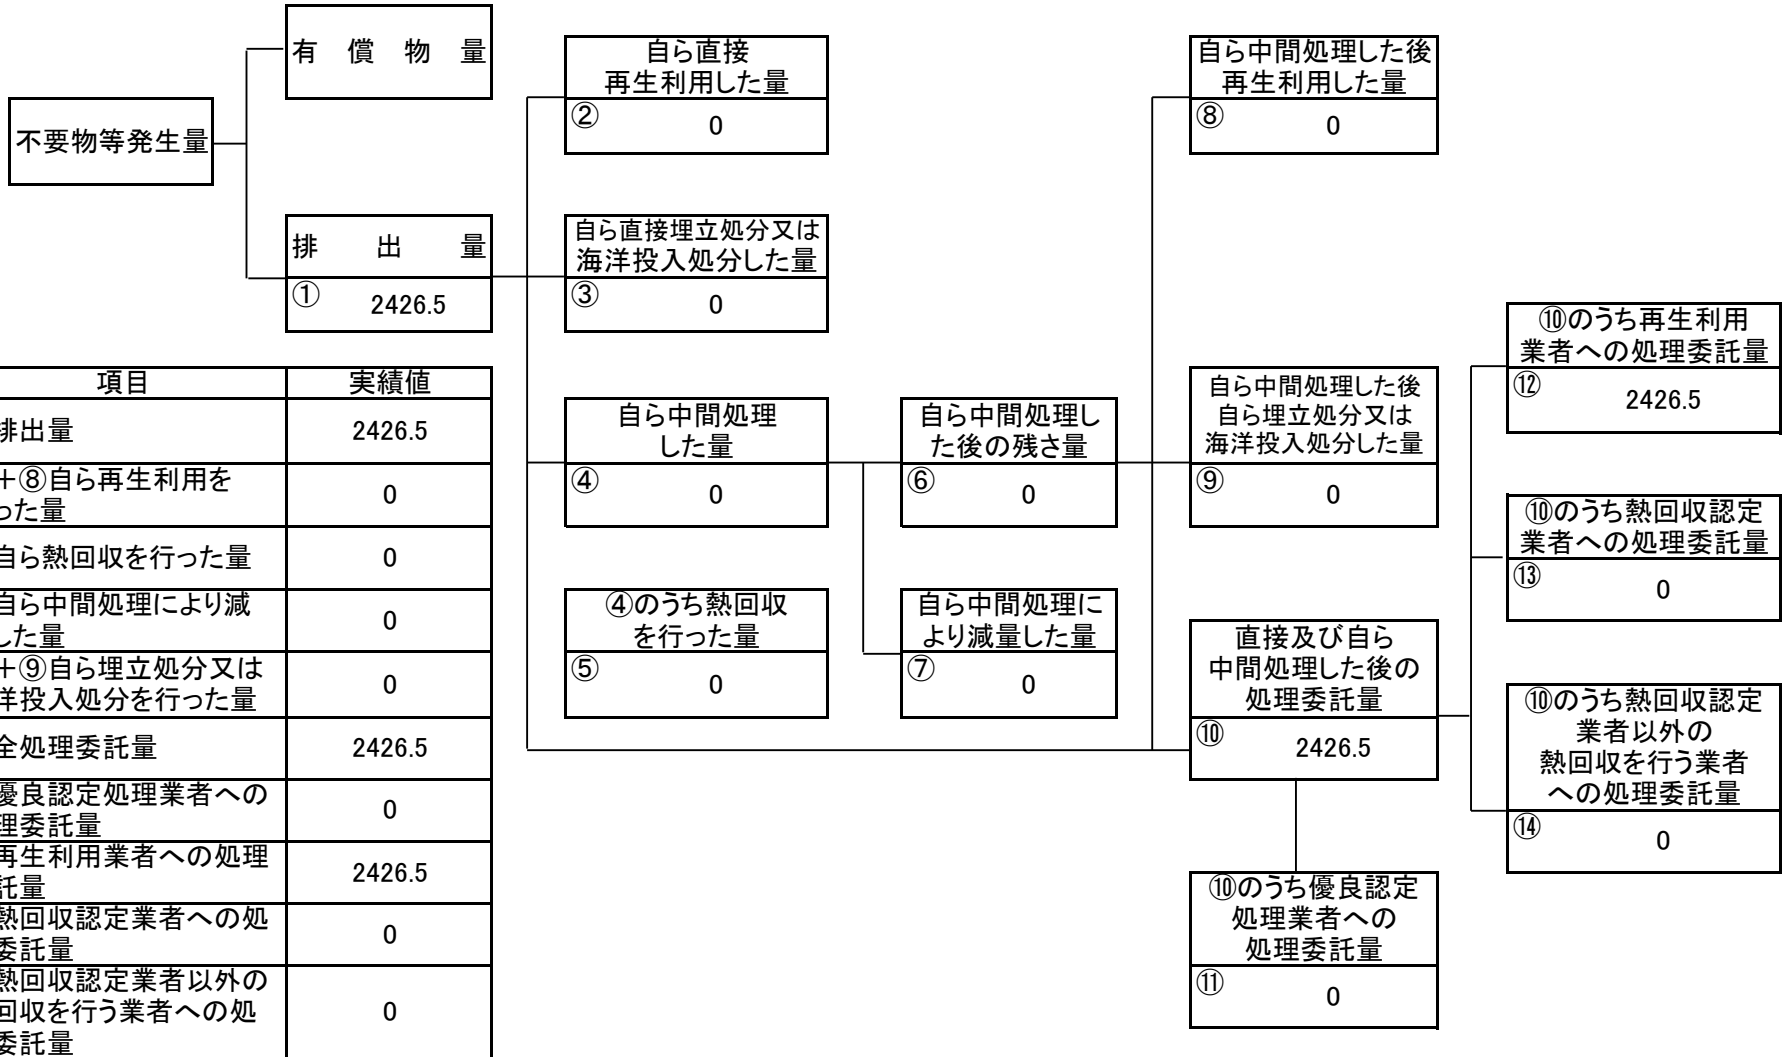 有償物量
不要物等発生量
排出量
① 2426.5
自ら直接
再生利用した量
② 0
自ら直接埋立処分又は
海洋投入処分した量
③ 0
自ら中間処理
した量
④ 0
④のうち熱回収
を行った量
⑤ 0
自ら中間処理し
た後の残さ量
⑥ 0
自ら中間処理に
より減量した量
⑦ 0
自ら中間処理した後
再生利用した量
⑧ 0
自ら中間処理した後
自ら埋立処分又は
海洋投入処分した量
⑨ 0
直接及び自ら
中間処理した後の
処理委託量
⑩ 2426.5
⑩のうち優良認定
処理業者への
処理委託量
⑪ 0
⑩のうち再生利用
業者への処理委託量
⑫ 2426.5
⑩のうち熱回収認定
業者への処理委託量
⑬ 0
⑩のうち熱回収認定
業者以外の
熱回収を行う業者
への処理委託量
⑭ 0
項目 実績値
排出量 2426.5
＋⑧自ら再生利用を
った量 0
自ら熱回収を行った量 0
自ら中間処理により減
した量 0
＋⑨自ら埋立処分又は
洋投入処分を行った量 0
全処理委託量 2426.5
優良認定処理業者への
理委託量 0
再生利用業者への処理
託量 2426.5
熱回収認定業者への処
委託量 0
熱回収認定業者以外の
回収を行う業者への処
委託量 0